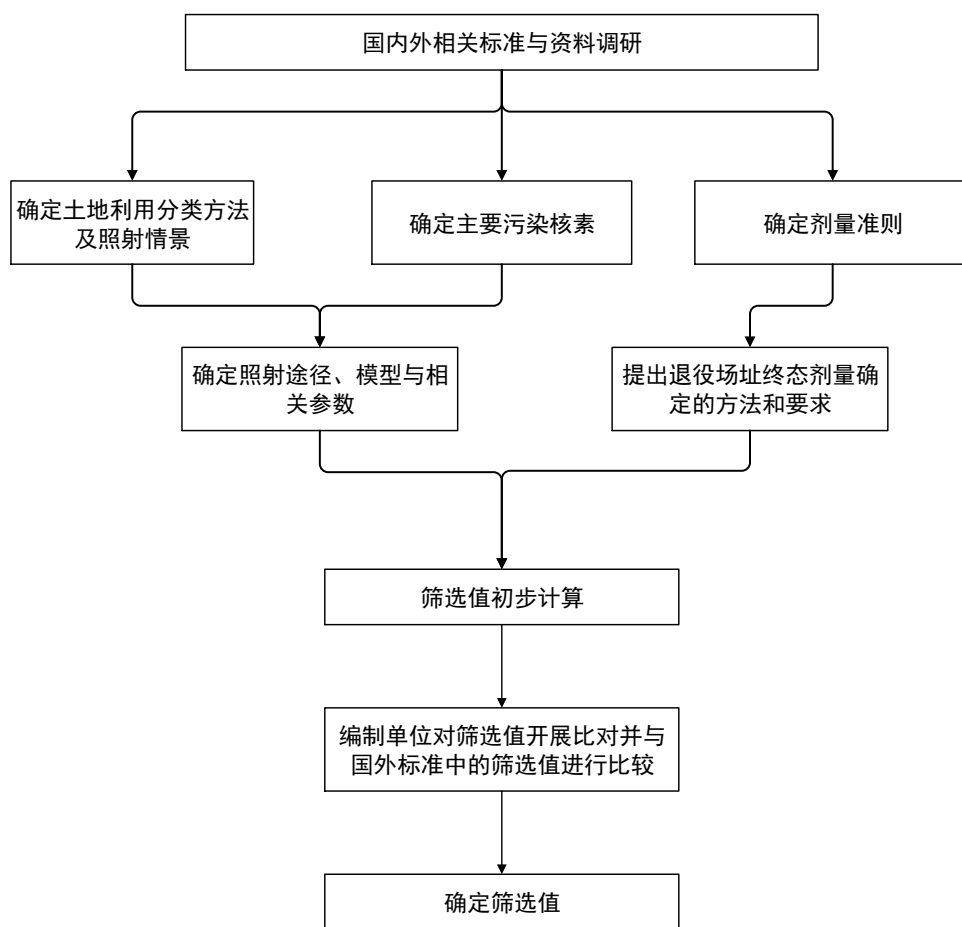 国内外相关标准与资料调研
确定土地利用分类方法
及照射情景
确定主要污染核素
确定剂量准则
确定照射途径、模型与相
关参数
提出退役场址终态剂量确
定的方法和要求
筛选值初步计算
编制单位对筛选值开展比对并与
国外标准中的筛选值进行比较
确定筛选值